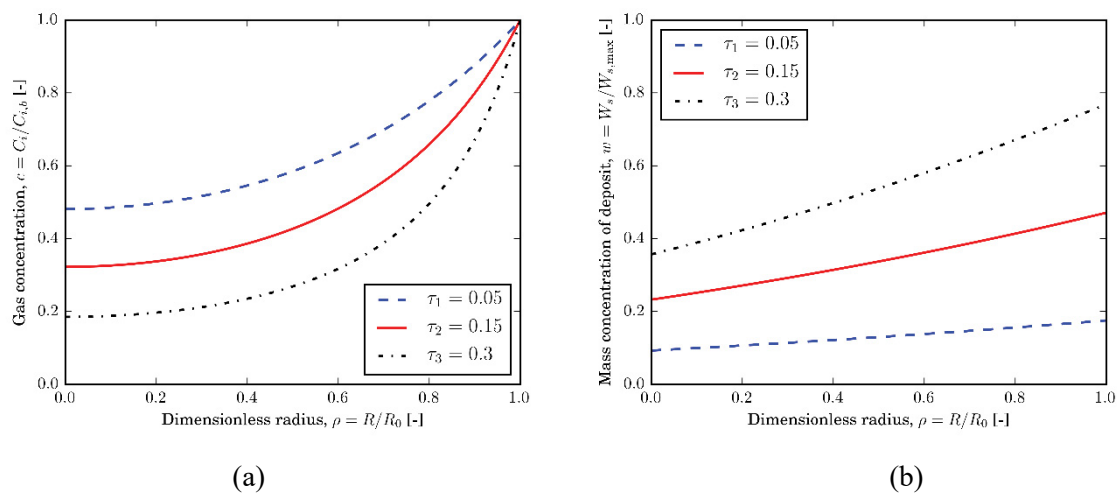 1.0
0.8
0.6
0.4
0.2
0.0
Gas concentration, c = C_i/C_{i,b} [-]
τ₁ = 0.05
τ₂ = 0.15
τ₃ = 0.3
0.0 0.2 0.4 0.6 0.8 1.0
Dimensionless radius, ρ = R/R₀ [-]
(a)
1.0
0.8
0.6
0.4
0.2
0.0
Mass concentration of deposit, w = W_s/W_{s,max} [-]
τ₁ = 0.05
τ₂ = 0.15
τ₃ = 0.3
0.0 0.2 0.4 0.6 0.8 1.0
Dimensionless radius, ρ = R/R₀ [-]
(b)